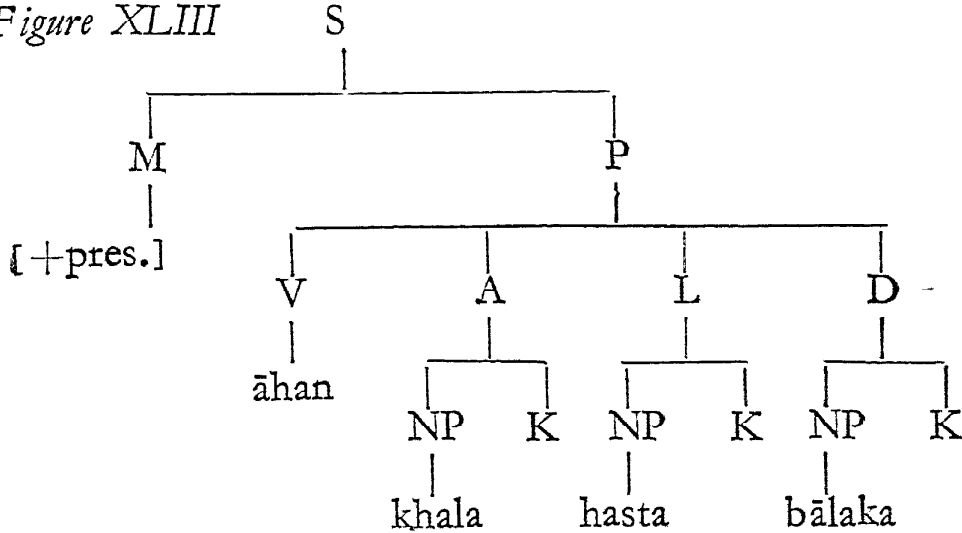 Figure XLIII S
M P
[+pres.]
V A L D
āhan
NP K NP K NP K
khala hasta bālaka